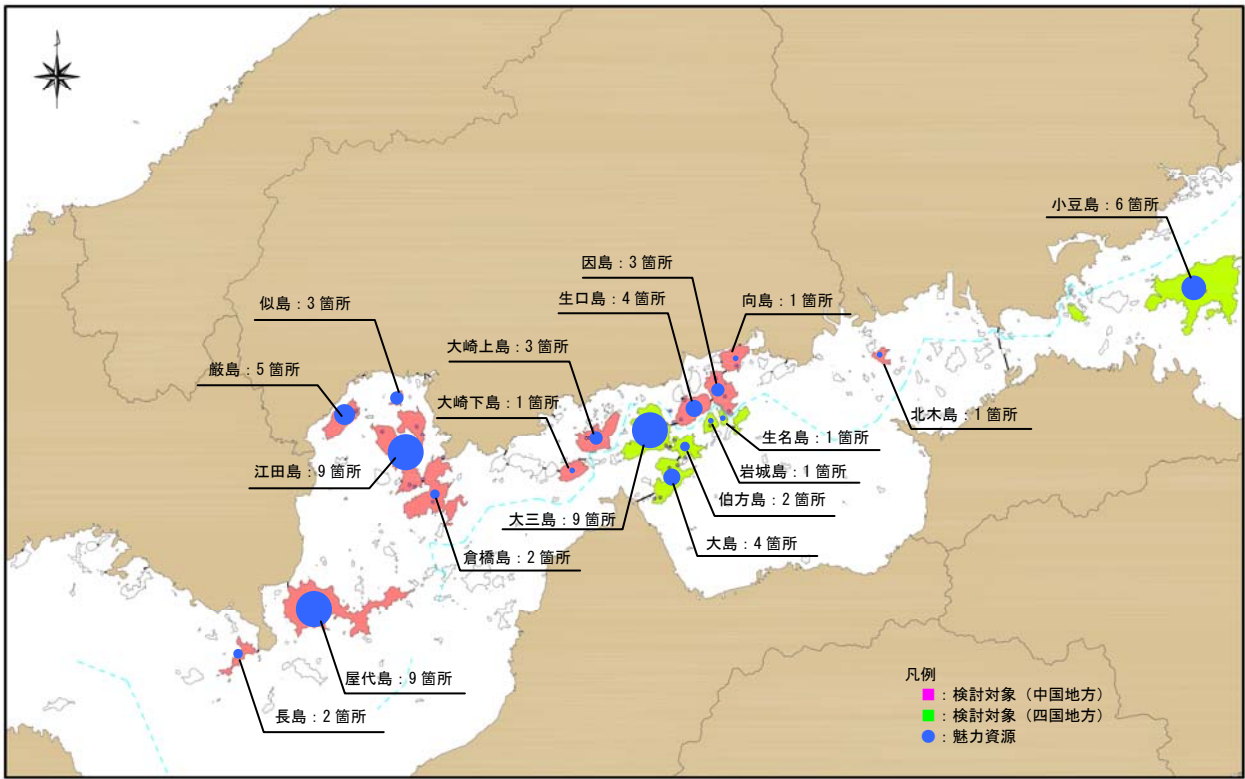 小豆島：6 箇所
因島：3 箇所
生口島：4 箇所
向島：1 箇所
似島：3 箇所
大崎上島：3 箇所
厳島：5 箇所
大崎下島：1 箇所
北木島：1 箇所
生名島：1 箇所
江田島：9 箇所
岩城島：1 箇所
伯方島：2 箇所
大三島：9 箇所
大島：4 箇所
倉橋島：2 箇所
屋代島：9 箇所
長島：2 箇所
凡例
：検討対象（中国地方）
：検討対象（四国地方）
：魅力資源